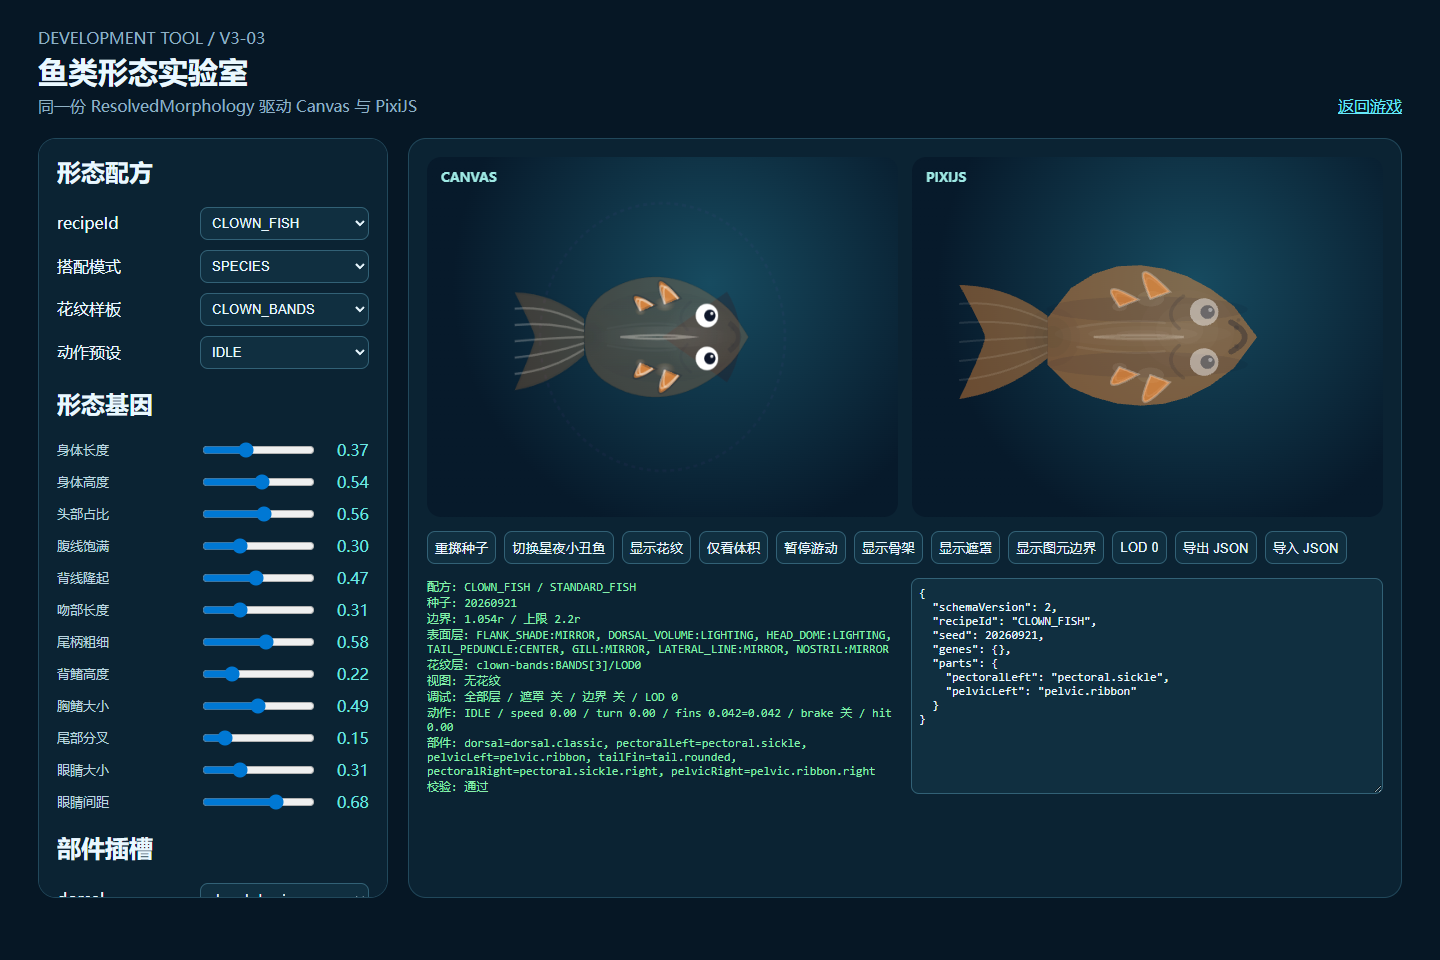 DEVELOPMENT TOOL / V3-03
鱼类形态实验室
同一份 ResolvedMorphology 驱动 Canvas 与 PixiJS
返回游戏
形态配方
recipeId
CLOWN_FISH
搭配模式
SPECIES
花纹样板
CLOWN_BANDS
动作预设
IDLE
形态基因
身体长度
0.37
身体高度
0.54
头部占比
0.56
腹线饱满
0.30
背线隆起
0.47
吻部长度
0.31
尾柄粗细
0.58
背鳍高度
0.22
胸鳍大小
0.49
尾部分叉
0.15
眼睛大小
0.31
眼睛间距
0.68
部件插槽
CANVAS
PIXIJS
重掷种子
切换星夜小丑鱼
显示花纹
仅看体积
暂停游动
显示骨架
显示遮罩
显示图元边界
LOD 0
导出 JSON
导入 JSON
配方: CLOWN_FISH / STANDARD_FISH
种子: 20260921
边界: 1.054r / 上限 2.2r
表面层: FLANK_SHADE:MIRROR, DORSAL_VOLUME:LIGHTING, HEAD_DOME:LIGHTING,
TAIL_PEDUNCLE:CENTER, GILL:MIRROR, LATERAL_LINE:MIRROR, NOSTRIL:MIRROR
花纹层: clown-bands:BANDS[3]/LOD0
视图: 无花纹
调试: 全部层 / 遮罩 关 / 边界 关 / LOD 0
动作: IDLE / speed 0.00 / turn 0.00 / fins 0.042=0.042 / brake 关 / hit
0.00
部件: dorsal=dorsal.classic, pectoralLeft=pectoral.sickle,
pelvicLeft=pelvic.ribbon, tailFin=tail.rounded,
pectoralRight=pectoral.sickle.right, pelvicRight=pelvic.ribbon.right
校验: 通过
{
  "schemaVersion": 2,
  "recipeId": "CLOWN_FISH",
  "seed": 20260921,
  "genes": {},
  "parts": {
    "pectoralLeft": "pectoral.sickle",
    "pelvicLeft": "pelvic.ribbon"
  }
}